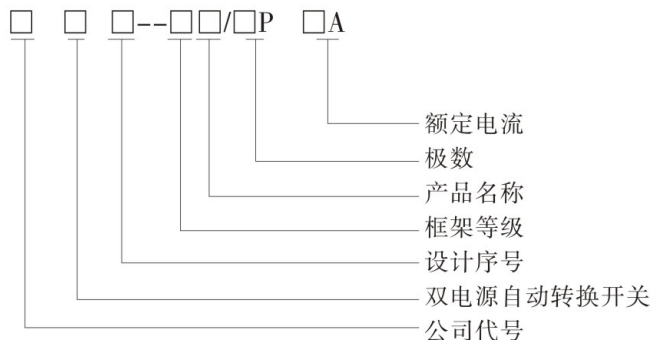 □ □ □--□□/□P □A
额定电流
极数
产品名称
框架等级
设计序号
双电源自动转换开关
公司代号